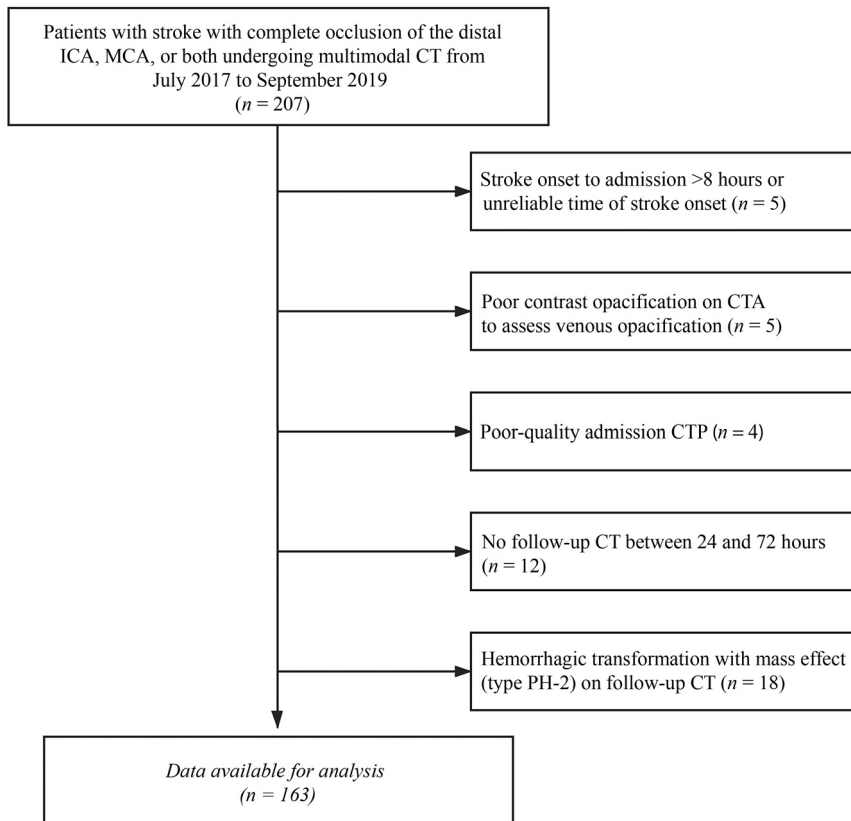 Patients with stroke with complete occlusion of the distal
ICA, MCA, or both undergoing multimodal CT from
July 2017 to September 2019
(n = 207)
Stroke onset to admission >8 hours or
unreliable time of stroke onset (n = 5)
Poor contrast opacification on CTA
to assess venous opacification (n = 5)
Poor-quality admission CTP (n = 4)
No follow-up CT between 24 and 72 hours
(n = 12)
Hemorrhagic transformation with mass effect
(type PH-2) on follow-up CT (n = 18)
Data available for analysis
(n = 163)